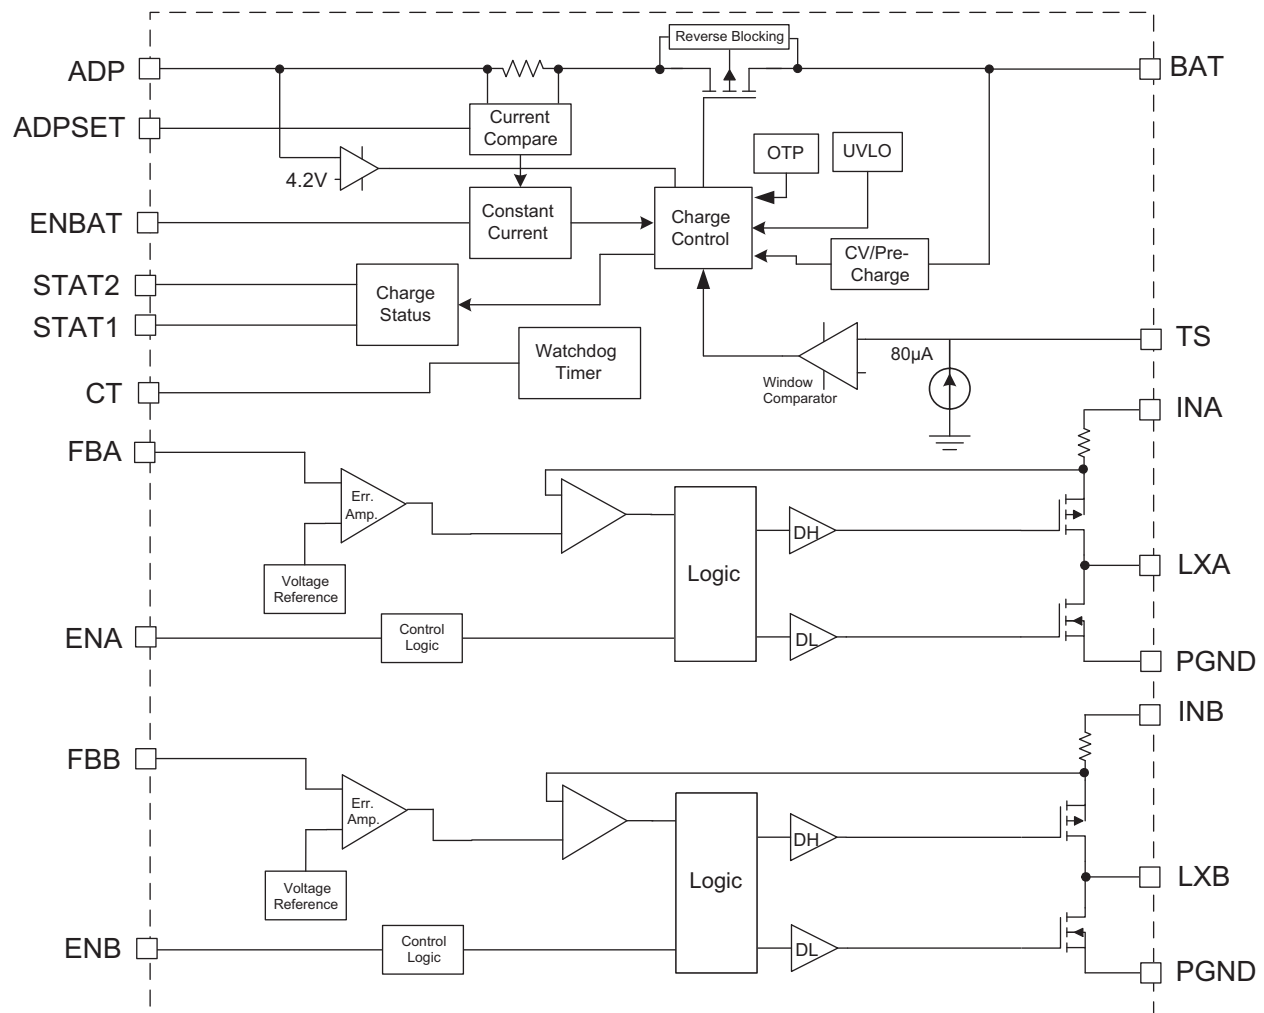 Reverse Blocking
ADP
BAT
ADPSET
Current
Compare
OTP
UVLO
4.2V
ENBAT
Constant
Current
Charge
Control
CV/Pre-
Charge
STAT2
STAT1
Charge
Status
Watchdog
Timer
80µA
TS
Window
Comparator
CT
INA
FBA
Err.
Amp.
DH
Logic
LXA
Voltage
Reference
ENA
Control
Logic
DL
PGND
INB
FBB
Err.
Amp.
DH
Logic
LXB
Voltage
Reference
ENB
Control
Logic
DL
PGND